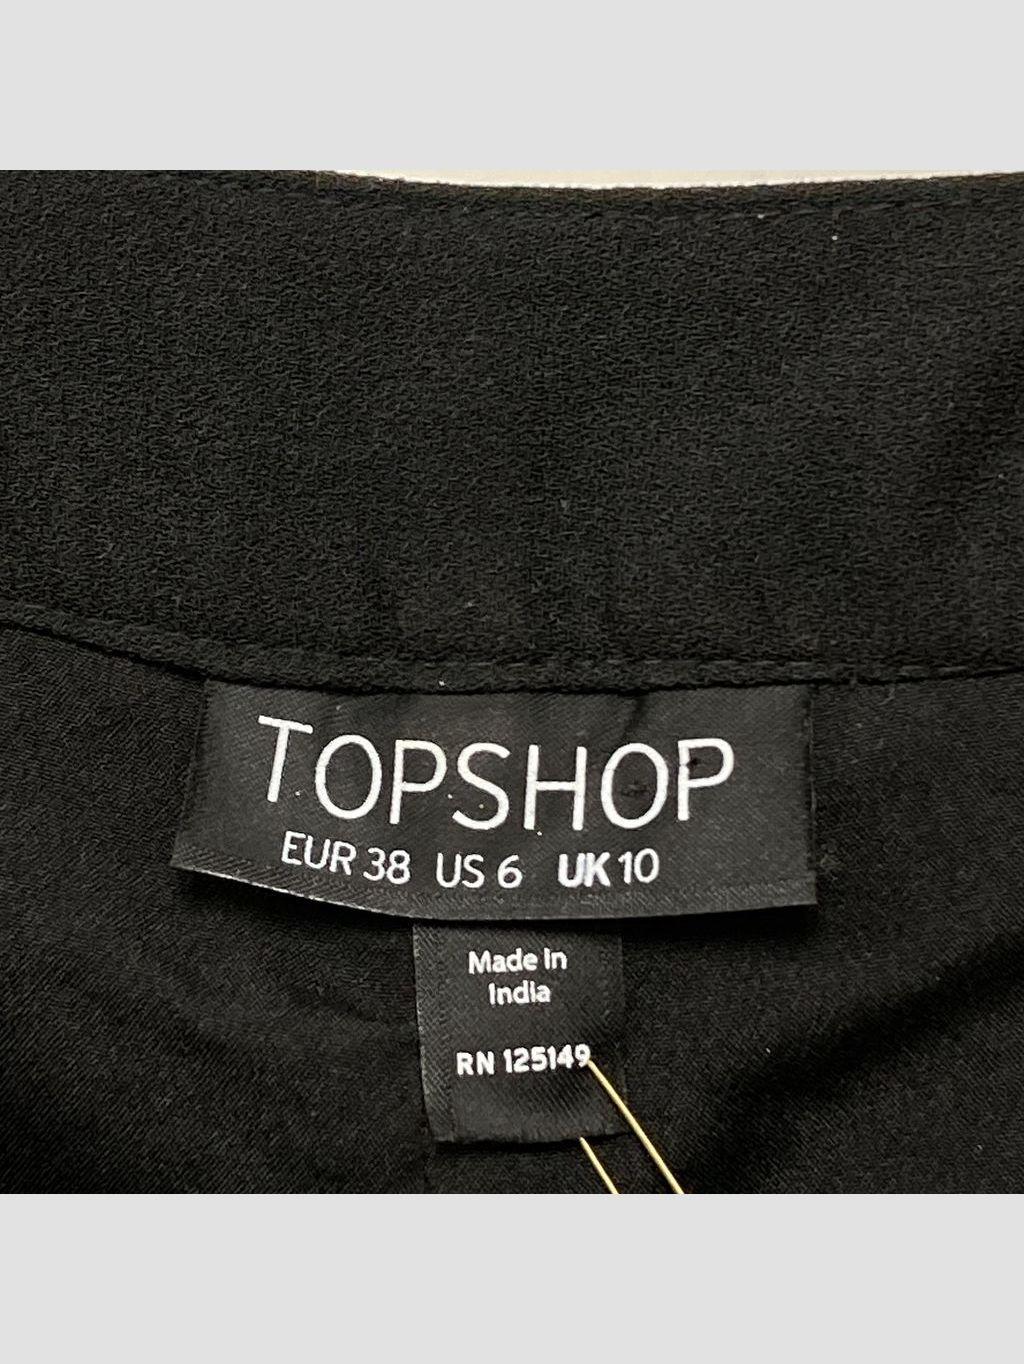 TOPSHOP
EUR 38 US 6 UK 10
Made in
India
RN 125149